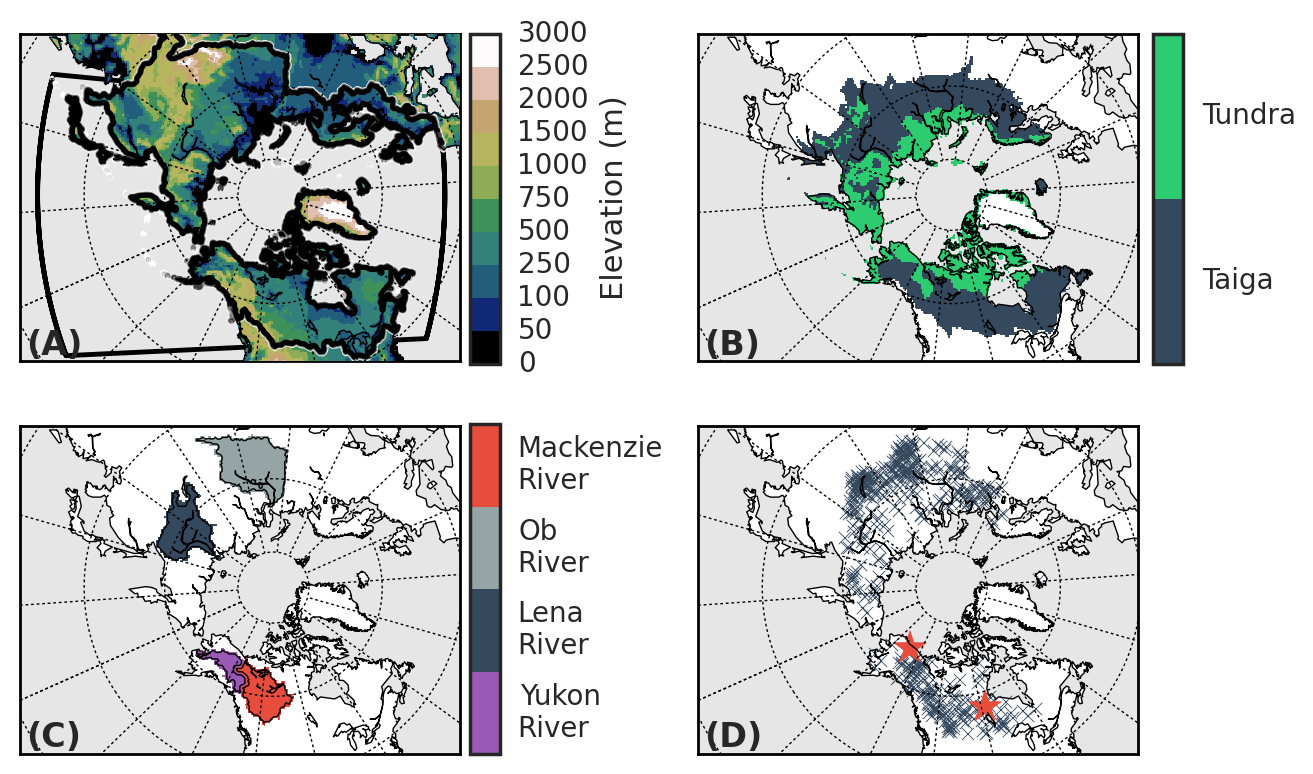 3000
2500
2000
1500
1000
750
500
250
100
50
0
Elevation (m)
(A)
Tundra
Taiga
(B)
Mackenzie
River
Ob
River
Lena
River
Yukon
River
(C)
(D)